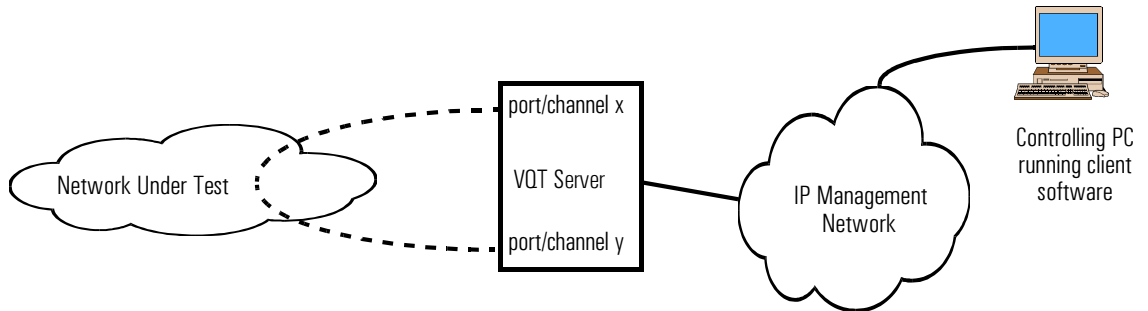 port/channel x
Network Under Test
VQT Server
port/channel y
IP Management
Network
Controlling PC
running client
software